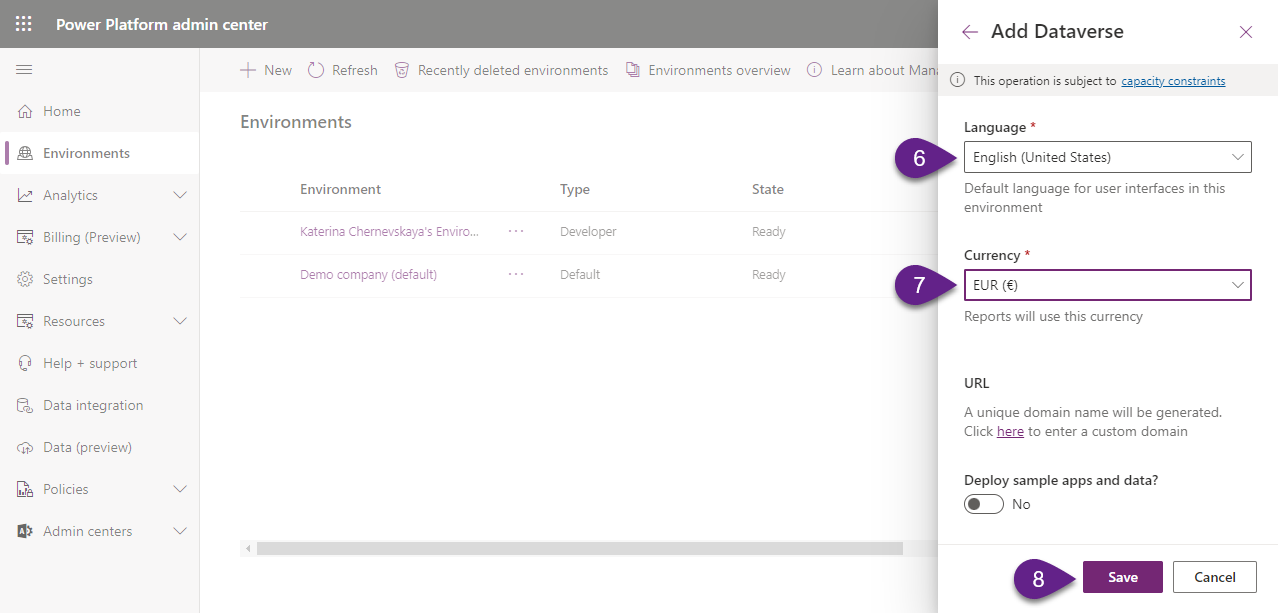 Power Platform admin center
Home
Environments
Analytics
Billing (Preview)
Settings
Resources
Help + support
Data integration
Data (preview)
Policies
Admin centers
New Refresh Recently deleted environments Environments overview Learn about Mana
Environments
Environment Type State
Katerina Chernevskaya's Enviro... ... Developer Ready
Demo company (default) ... Default Ready
Add Dataverse
This operation is subject to capacity constraints
Language *
6 English (United States)
Default language for user interfaces in this
environment
Currency *
7 EUR (€)
Reports will use this currency
URL
A unique domain name will be generated.
Click here to enter a custom domain
Deploy sample apps and data?
No
8 Save Cancel